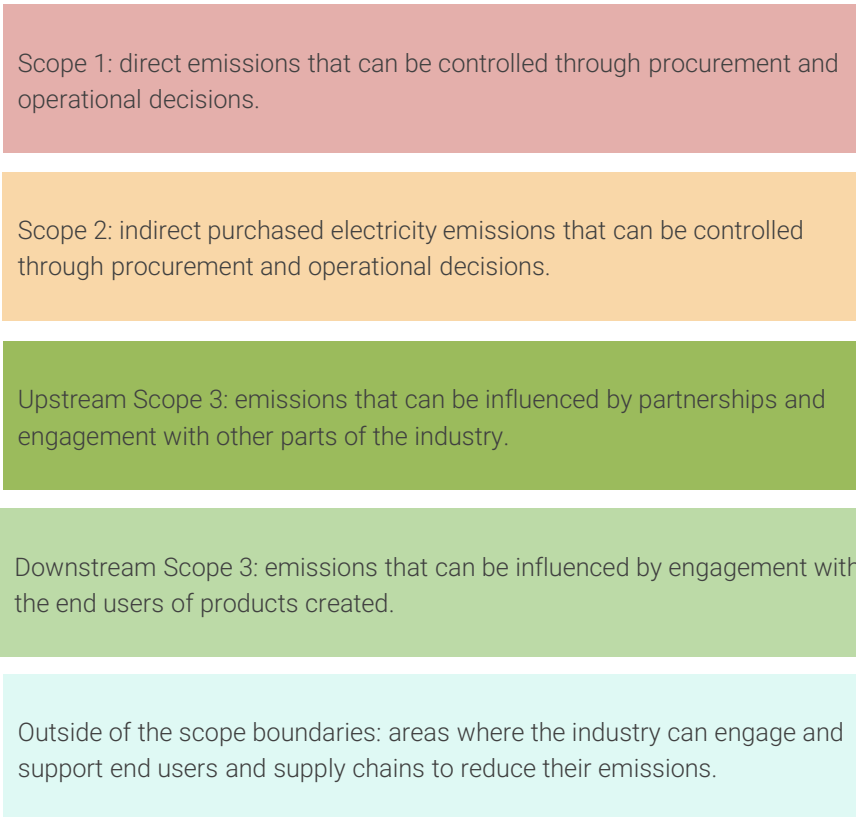 Scope 1: direct emissions that can be controlled through procurement and
operational decisions.
Scope 2: indirect purchased electricity emissions that can be controlled
through procurement and operational decisions.
Upstream Scope 3: emissions that can be influenced by partnerships and
engagement with other parts of the industry.
Downstream Scope 3: emissions that can be influenced by engagement with
the end users of products created.
Outside of the scope boundaries: areas where the industry can engage and
support end users and supply chains to reduce their emissions.